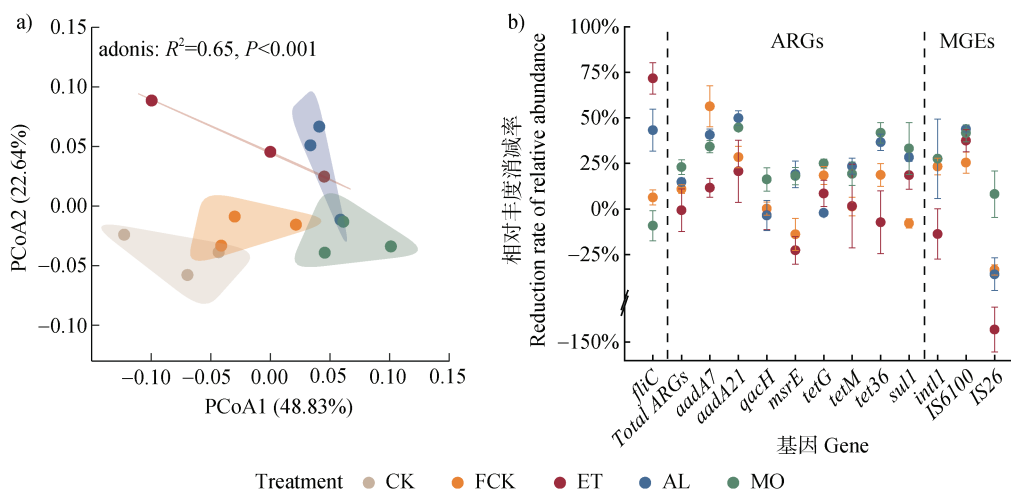 a)
adonis: R²=0.65, P<0.001
PCoA2 (22.64%)
0.15
0.10
0.05
0.00
−0.05
−0.10
−0.10
−0.05
0.00
0.05
0.10
0.15
PCoA1 (48.83%)
b)
ARGs
MGEs
相对丰度消减率
Reduction rate of relative abundance
100%
75%
50%
25%
0%
−25%
−150%
fliC
Total ARGs
aadA7
aadA21
qacH
msrE
tetG
tetM
tet36
sul1
intl1
IS6100
IS26
基因 Gene
Treatment CK FCK ET AL MO